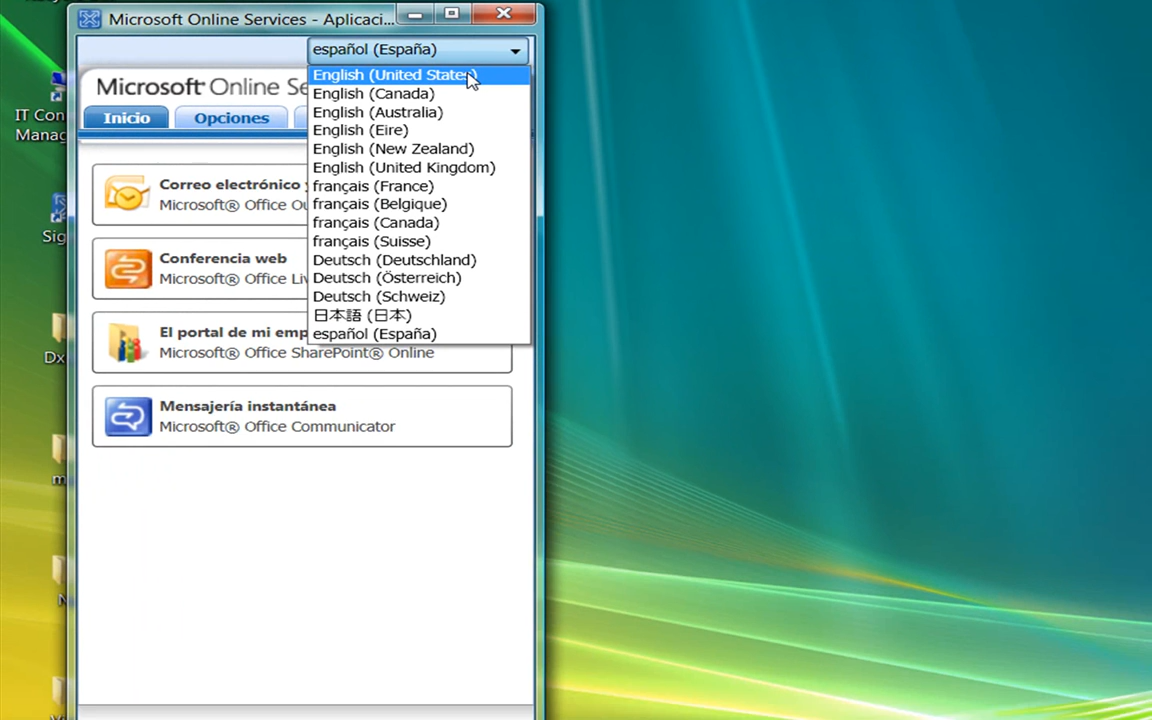 Microsoft Online Services - Aplicaci...
español (España)
English (United States)
English (Canada)
English (Australia)
English (Eire)
English (New Zealand)
English (United Kingdom)
français (France)
français (Belgique)
français (Canada)
français (Suisse)
Deutsch (Deutschland)
Deutsch (Österreich)
Deutsch (Schweiz)
日本語 (日本)
español (España)
Microsoft Online Se
Inicio
Opciones
Correo electrónico
Microsoft® Office Ou
Conferencia web
Microsoft® Office Liv
El portal de mi emp
Microsoft® Office SharePoint® Online
Mensajería instantánea
Microsoft® Office Communicator
IT Con
Manag
Sig
Dx
m